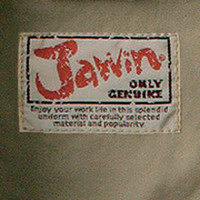 Jawin
ONLY
GENUINE
Enjoy your work life in this splendid
uniform with carefully selected
material and popularity